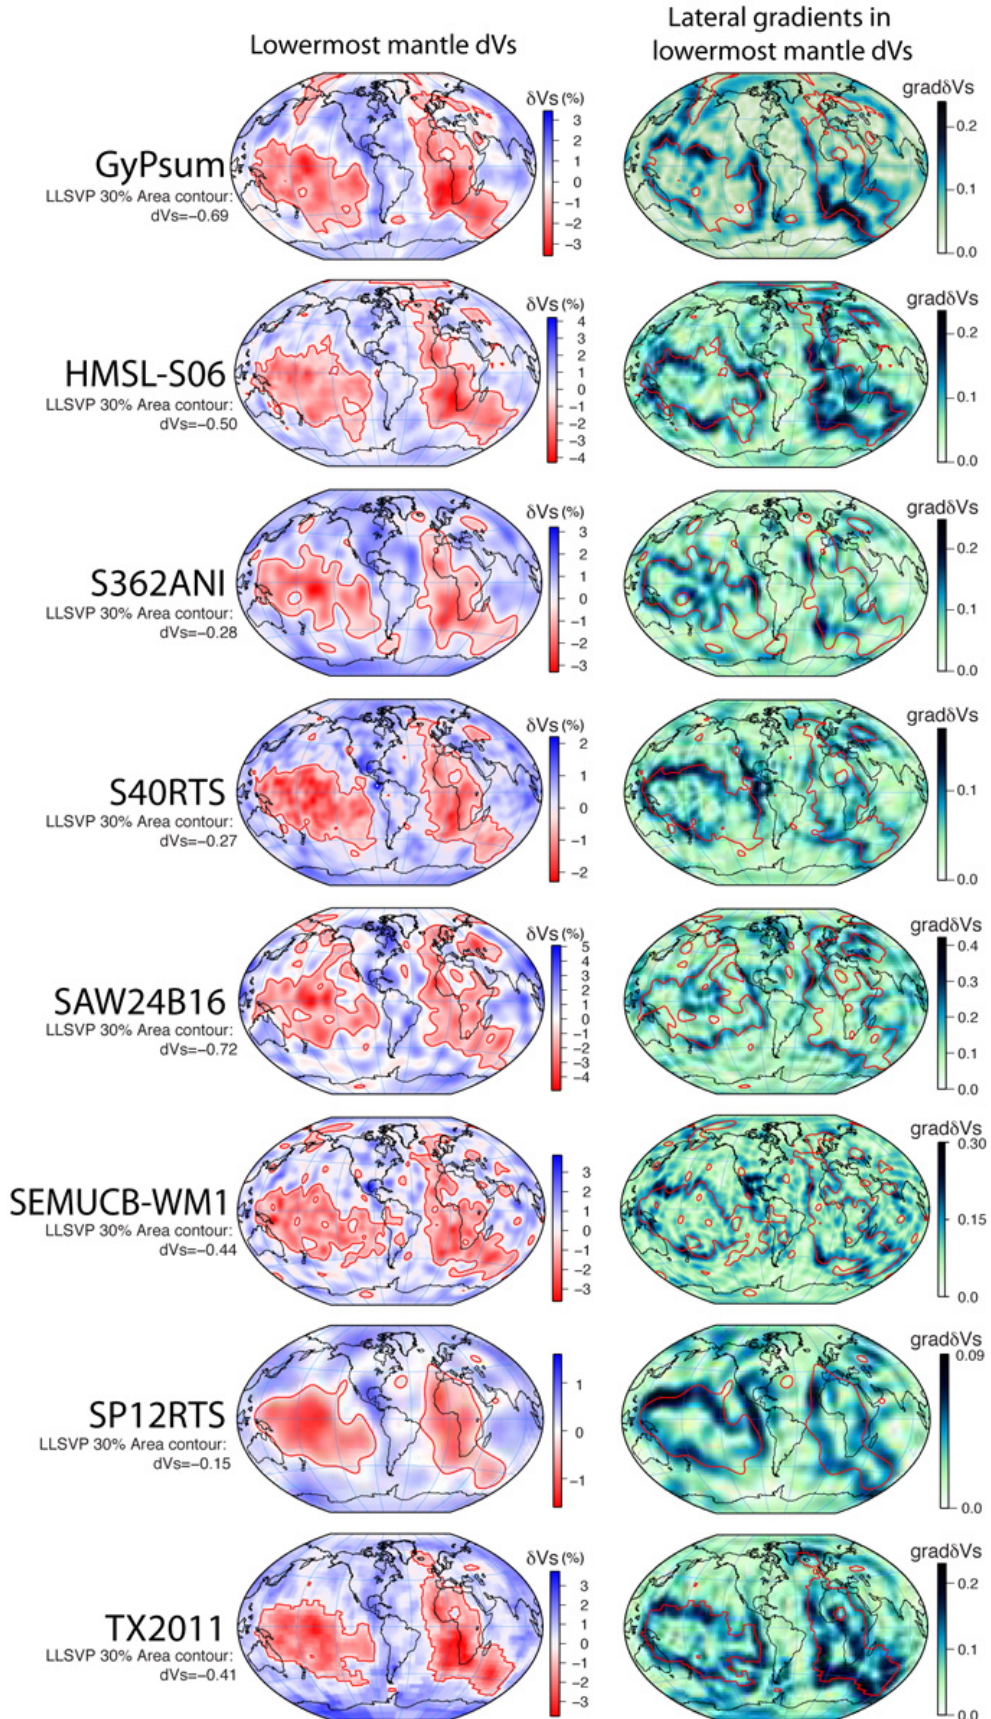 Lowermost mantle dVs
Lateral gradients in
lowermost mantle dVs
GyPsum
LLSVP 30% Area contour:
dVs=−0.69
δVs (%)
3
2
1
0
−1
−2
−3
gradδVs
0.2
0.1
0.0
HMSL-S06
LLSVP 30% Area contour:
dVs=−0.50
δVs (%)
4
3
2
1
0
−1
−2
−3
−4
gradδVs
0.2
0.1
0.0
S362ANI
LLSVP 30% Area contour:
dVs=−0.28
δVs (%)
3
2
1
0
−1
−2
−3
gradδVs
0.2
0.1
0.0
S40RTS
LLSVP 30% Area contour:
dVs=−0.27
δVs (%)
2
1
0
−1
−2
gradδVs
0.1
0.0
SAW24B16
LLSVP 30% Area contour:
dVs=−0.72
δVs (%)
5
4
3
2
1
0
−1
−2
−3
−4
gradδVs
0.4
0.3
0.2
0.1
0.0
SEMUCB-WM1
LLSVP 30% Area contour:
dVs=−0.44
3
2
1
0
−1
−2
−3
gradδVs
0.30
0.15
0.0
SP12RTS
LLSVP 30% Area contour:
dVs=−0.15
1
0
−1
gradδVs
0.09
0.0
TX2011
LLSVP 30% Area contour:
dVs=−0.41
δVs (%)
3
2
1
0
−1
−2
−3
gradδVs
0.2
0.1
0.0